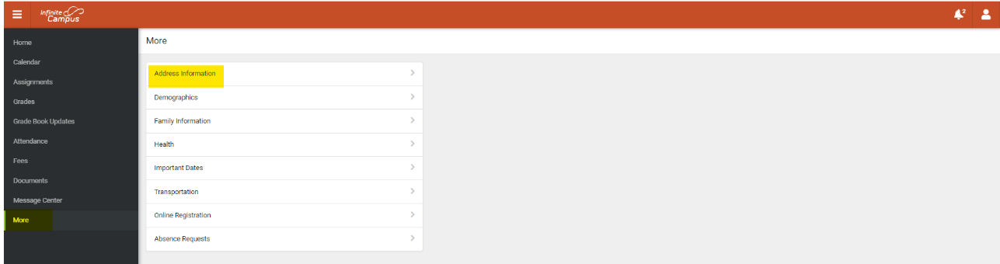 Infinite
Campus
2
Home
Calendar
Assignments
Grades
Grade Book Updates
Attendance
Fees
Documents
Message Center
More
More
Address Information
Demographics
Family Information
Health
Important Dates
Transportation
Online Registration
Absence Requests